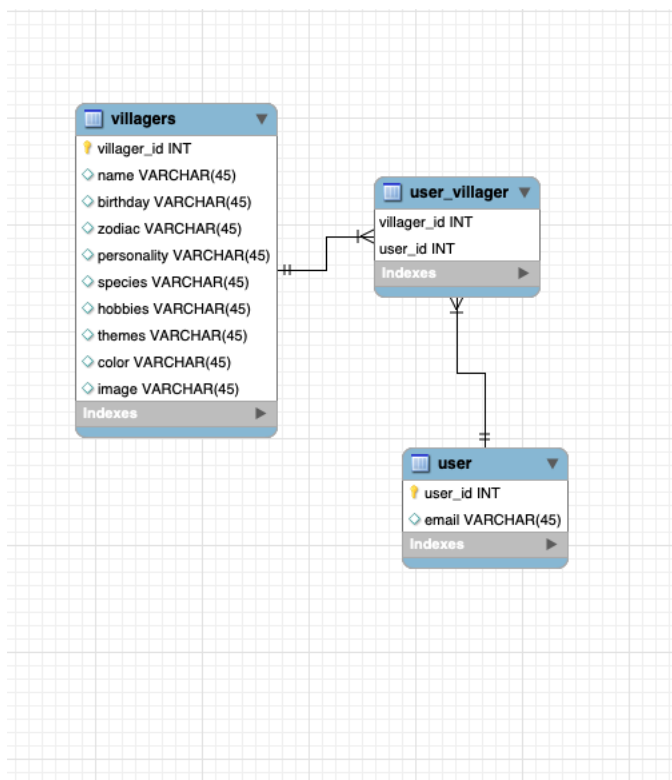 villagers
villager_id INT
name VARCHAR(45)
birthday VARCHAR(45)
zodiac VARCHAR(45)
personality VARCHAR(45)
species VARCHAR(45)
hobbies VARCHAR(45)
themes VARCHAR(45)
color VARCHAR(45)
image VARCHAR(45)
Indexes
user_villager
villager_id INT
user_id INT
Indexes
user
user_id INT
email VARCHAR(45)
Indexes